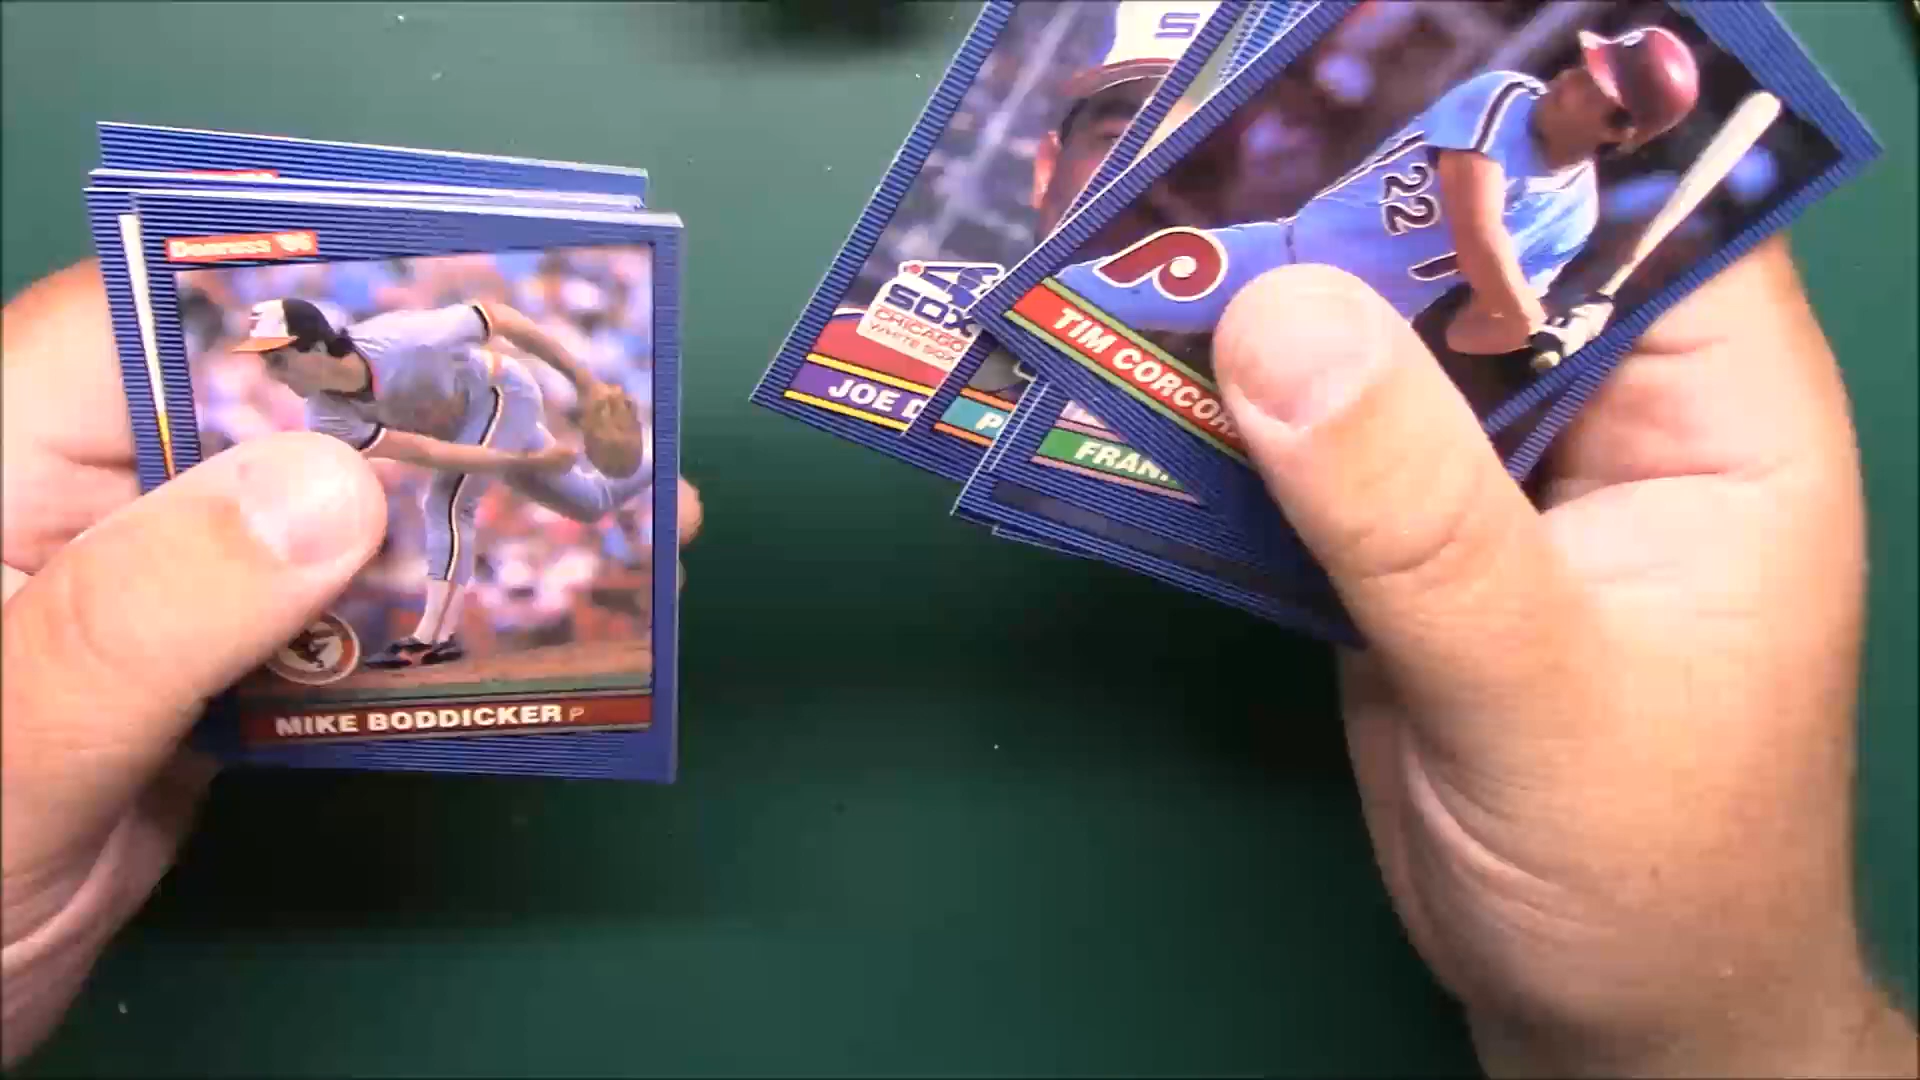 Donruss '86
MIKE BODDICKER P
S
SOX
CHICAGO
WHITE SOX
JOE D
P
FRAN
22
P
TIM CORCOR